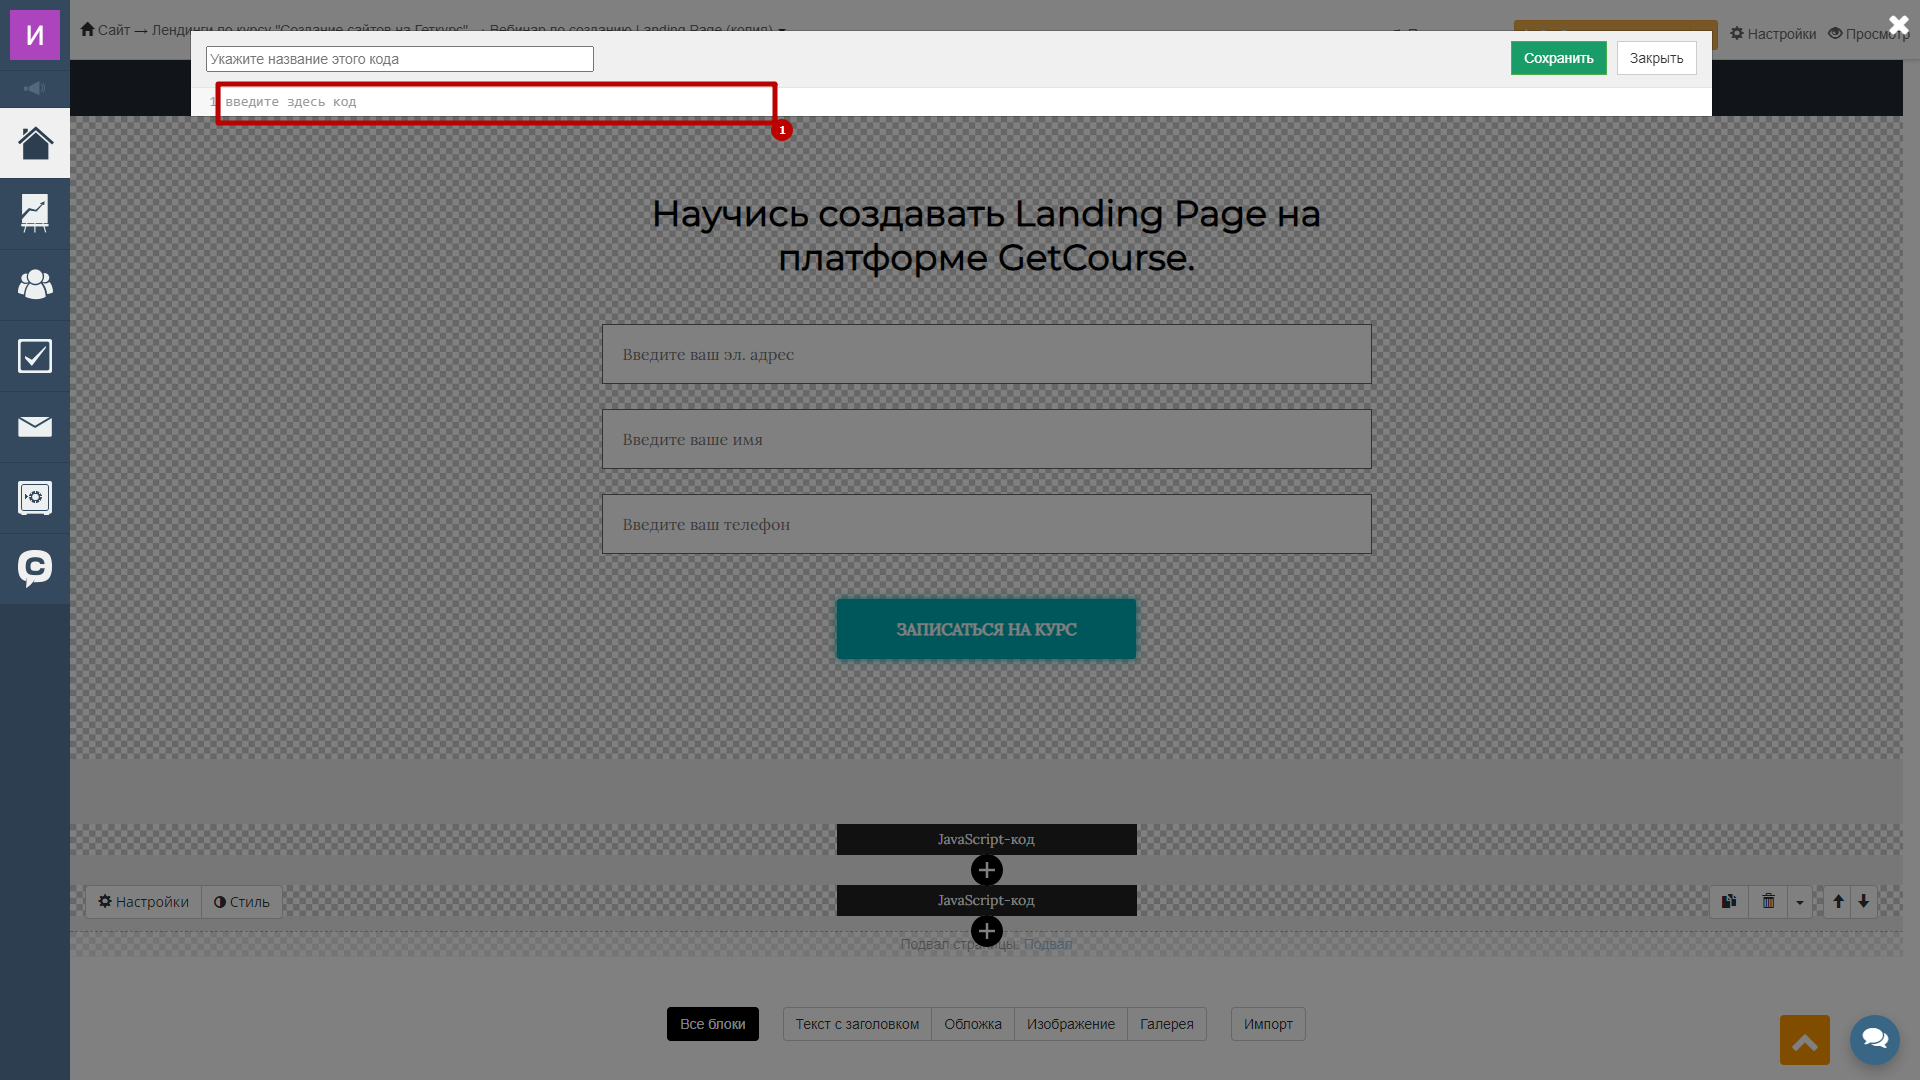 И
Сайт → Лендинги по курсу "Создание сайтов на Геткурс" → Вебинар по созданию Landing Page (копия)
Настройки
Просмотр
Укажите название этого кода
Сохранить
Закрыть
1 введите здесь код
1
Научись создавать Landing Page на
платформе GetCourse.
Введите ваш эл. адрес
Введите ваше имя
Введите ваш телефон
ЗАПИСАТЬСЯ НА КУРС
JavaScript-код
Настройки
Стиль
JavaScript-код
Подвал страницы: Подвал
Все блоки
Текст с заголовком
Обложка
Изображение
Галерея
Импорт